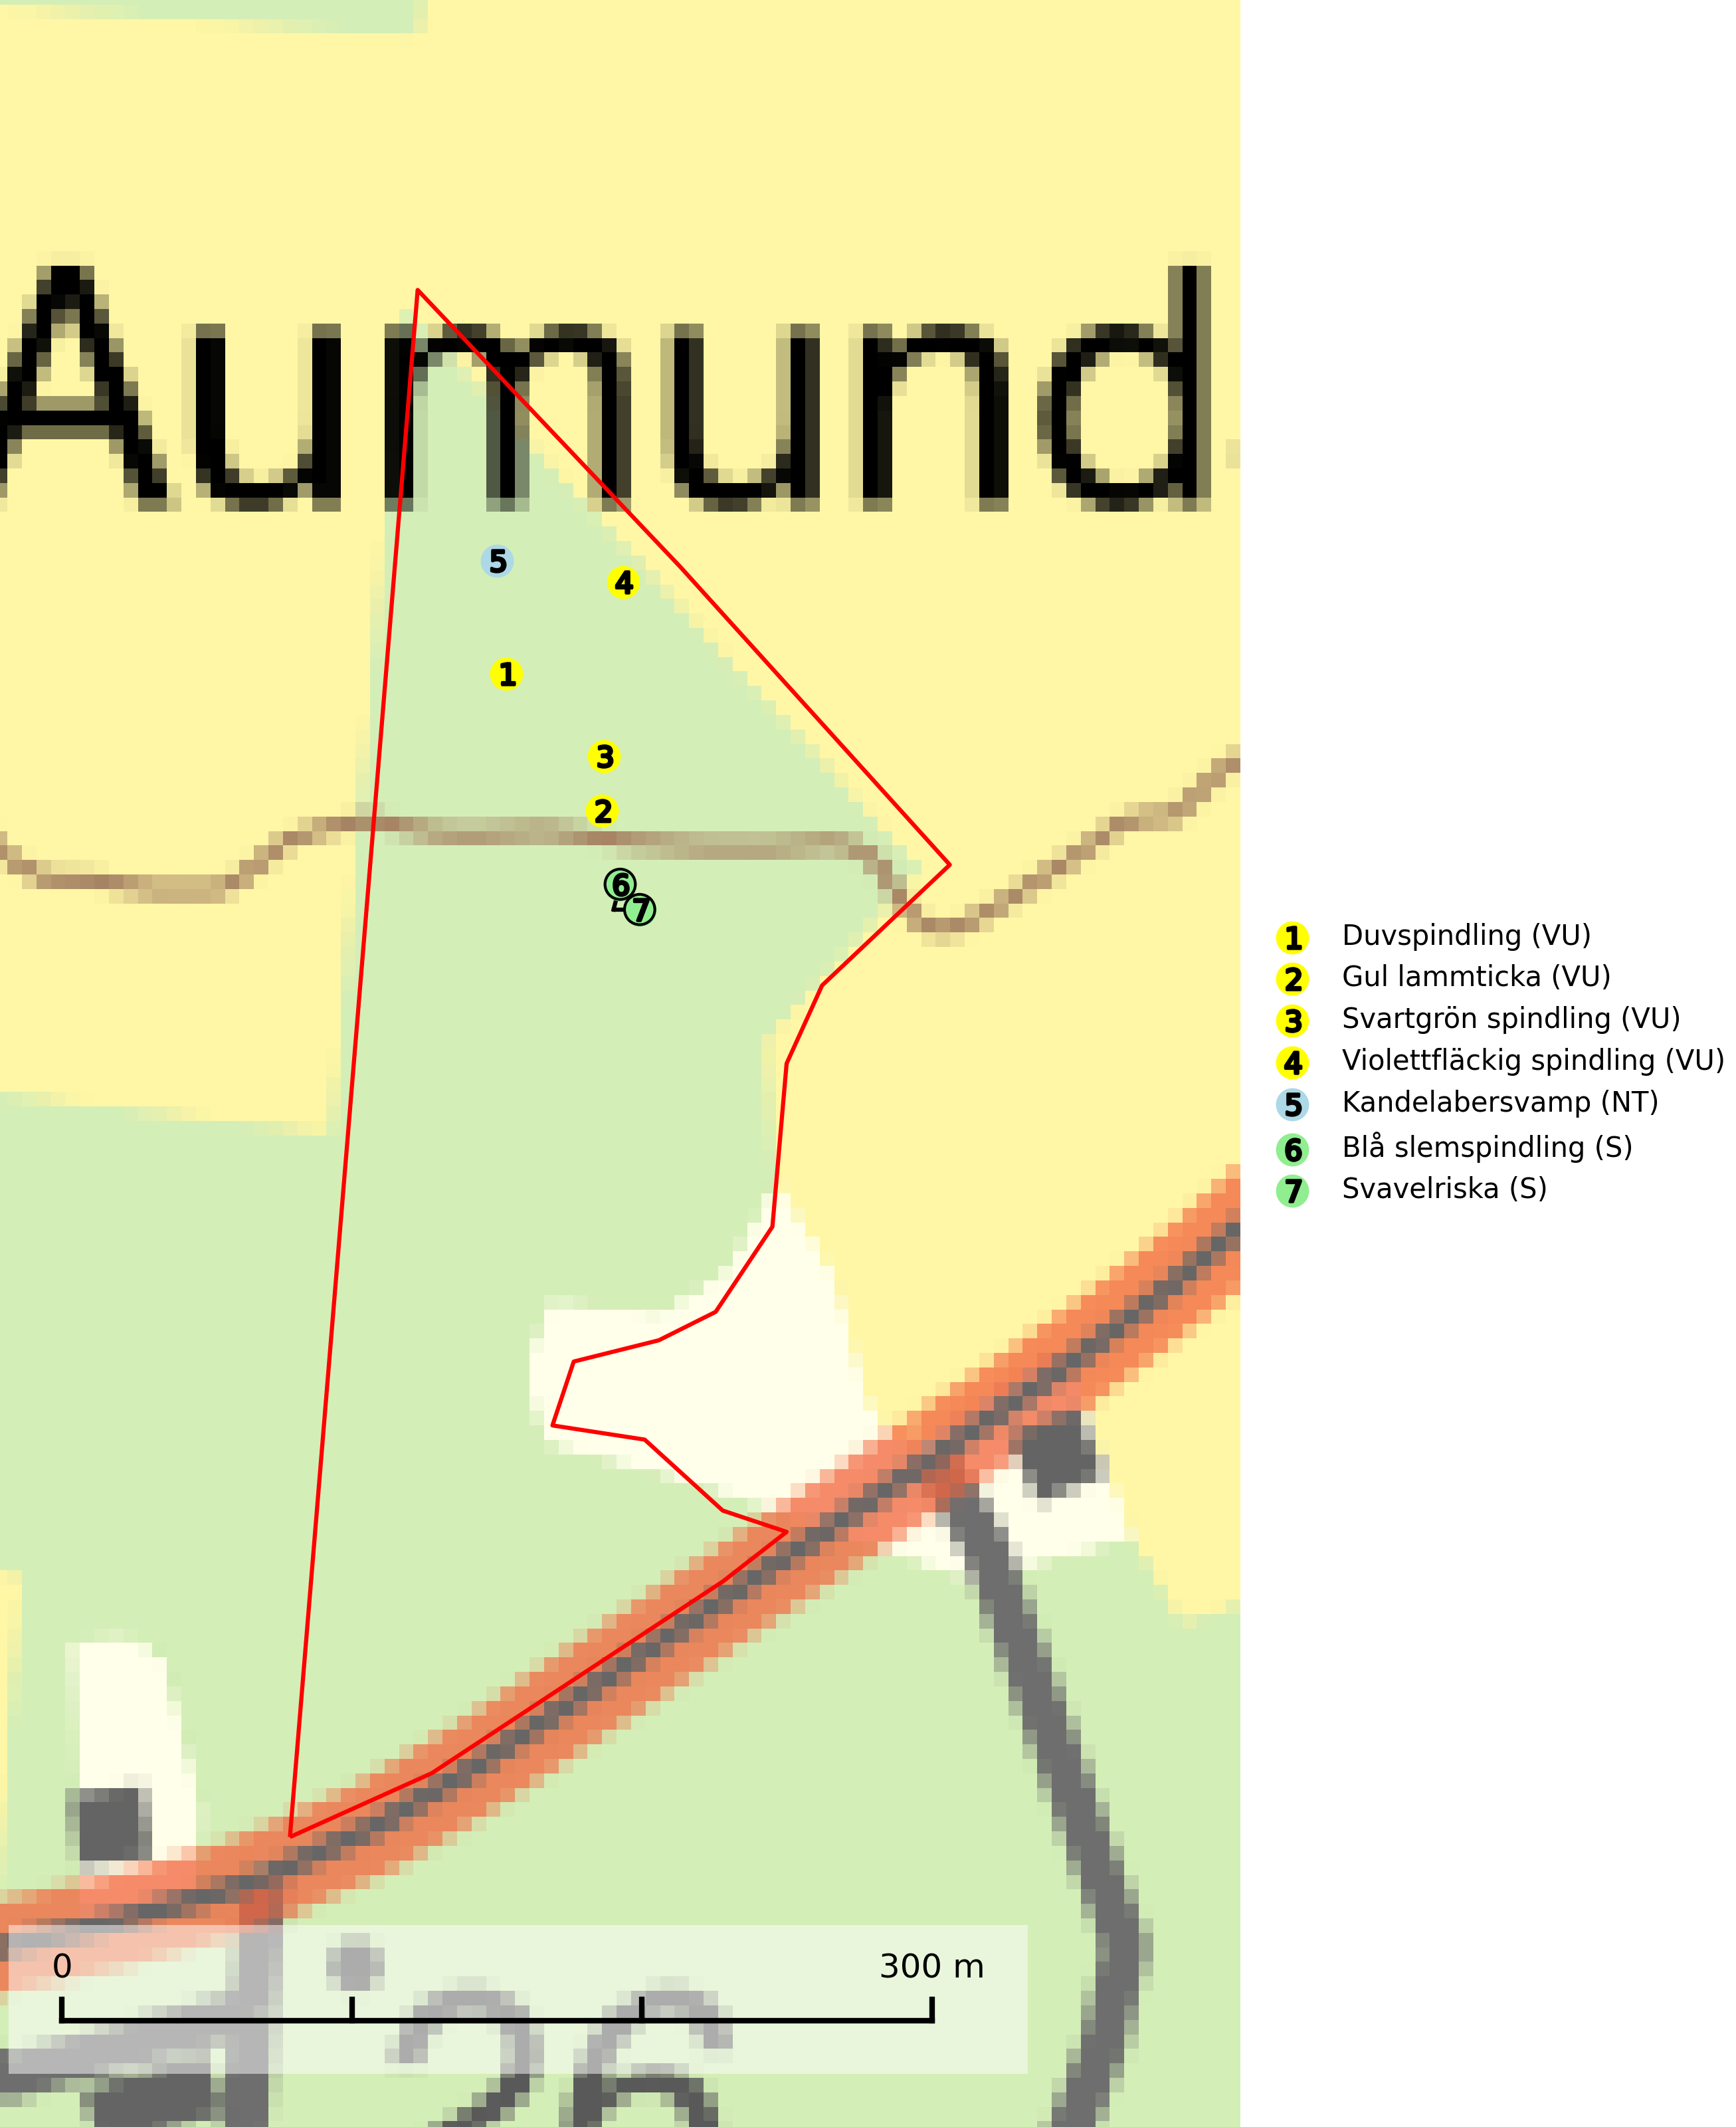 Aumund
5
4
1
3
2
6
7
1 Duvspindling (VU)
2 Gul lammticka (VU)
3 Svartgrön spindling (VU)
4 Violettfläckig spindling (VU)
5 Kandelabersvamp (NT)
6 Blå slemspindling (S)
7 Svavelriska (S)
0 300 m